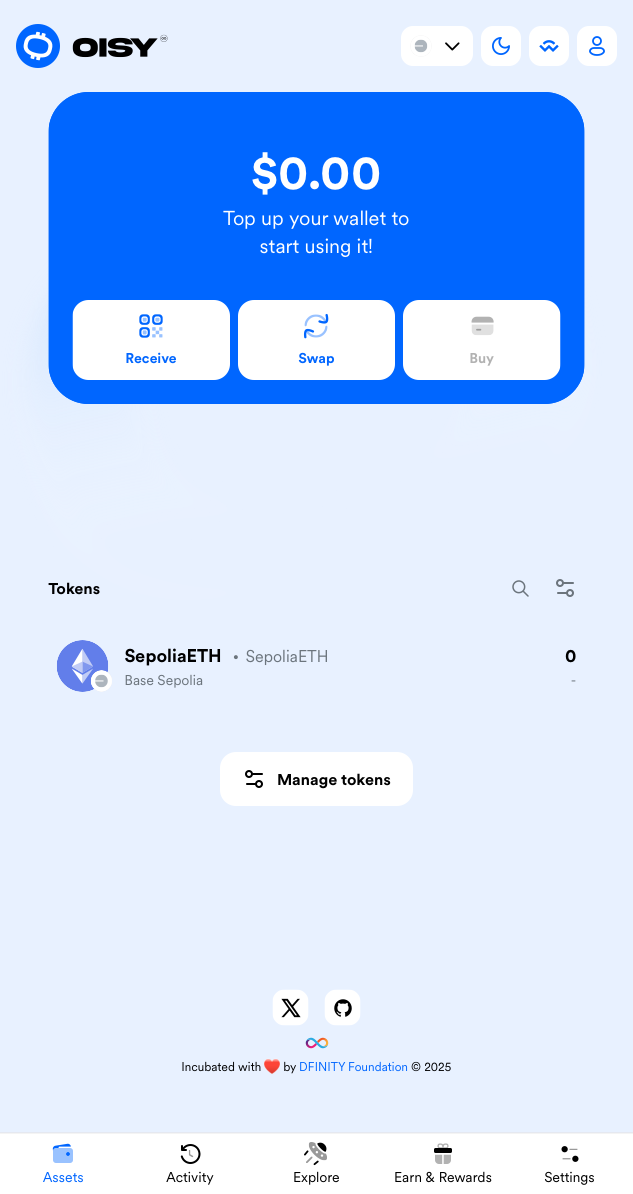 OISY
$0.00
Top up your wallet to
start using it!
Receive
Swap
Buy
Tokens
SepoliaETH • SepoliaETH
0
Base Sepolia
-
Manage tokens
Incubated with ❤️ by DFINITY Foundation © 2025
Assets
Activity
Explore
Earn & Rewards
Settings